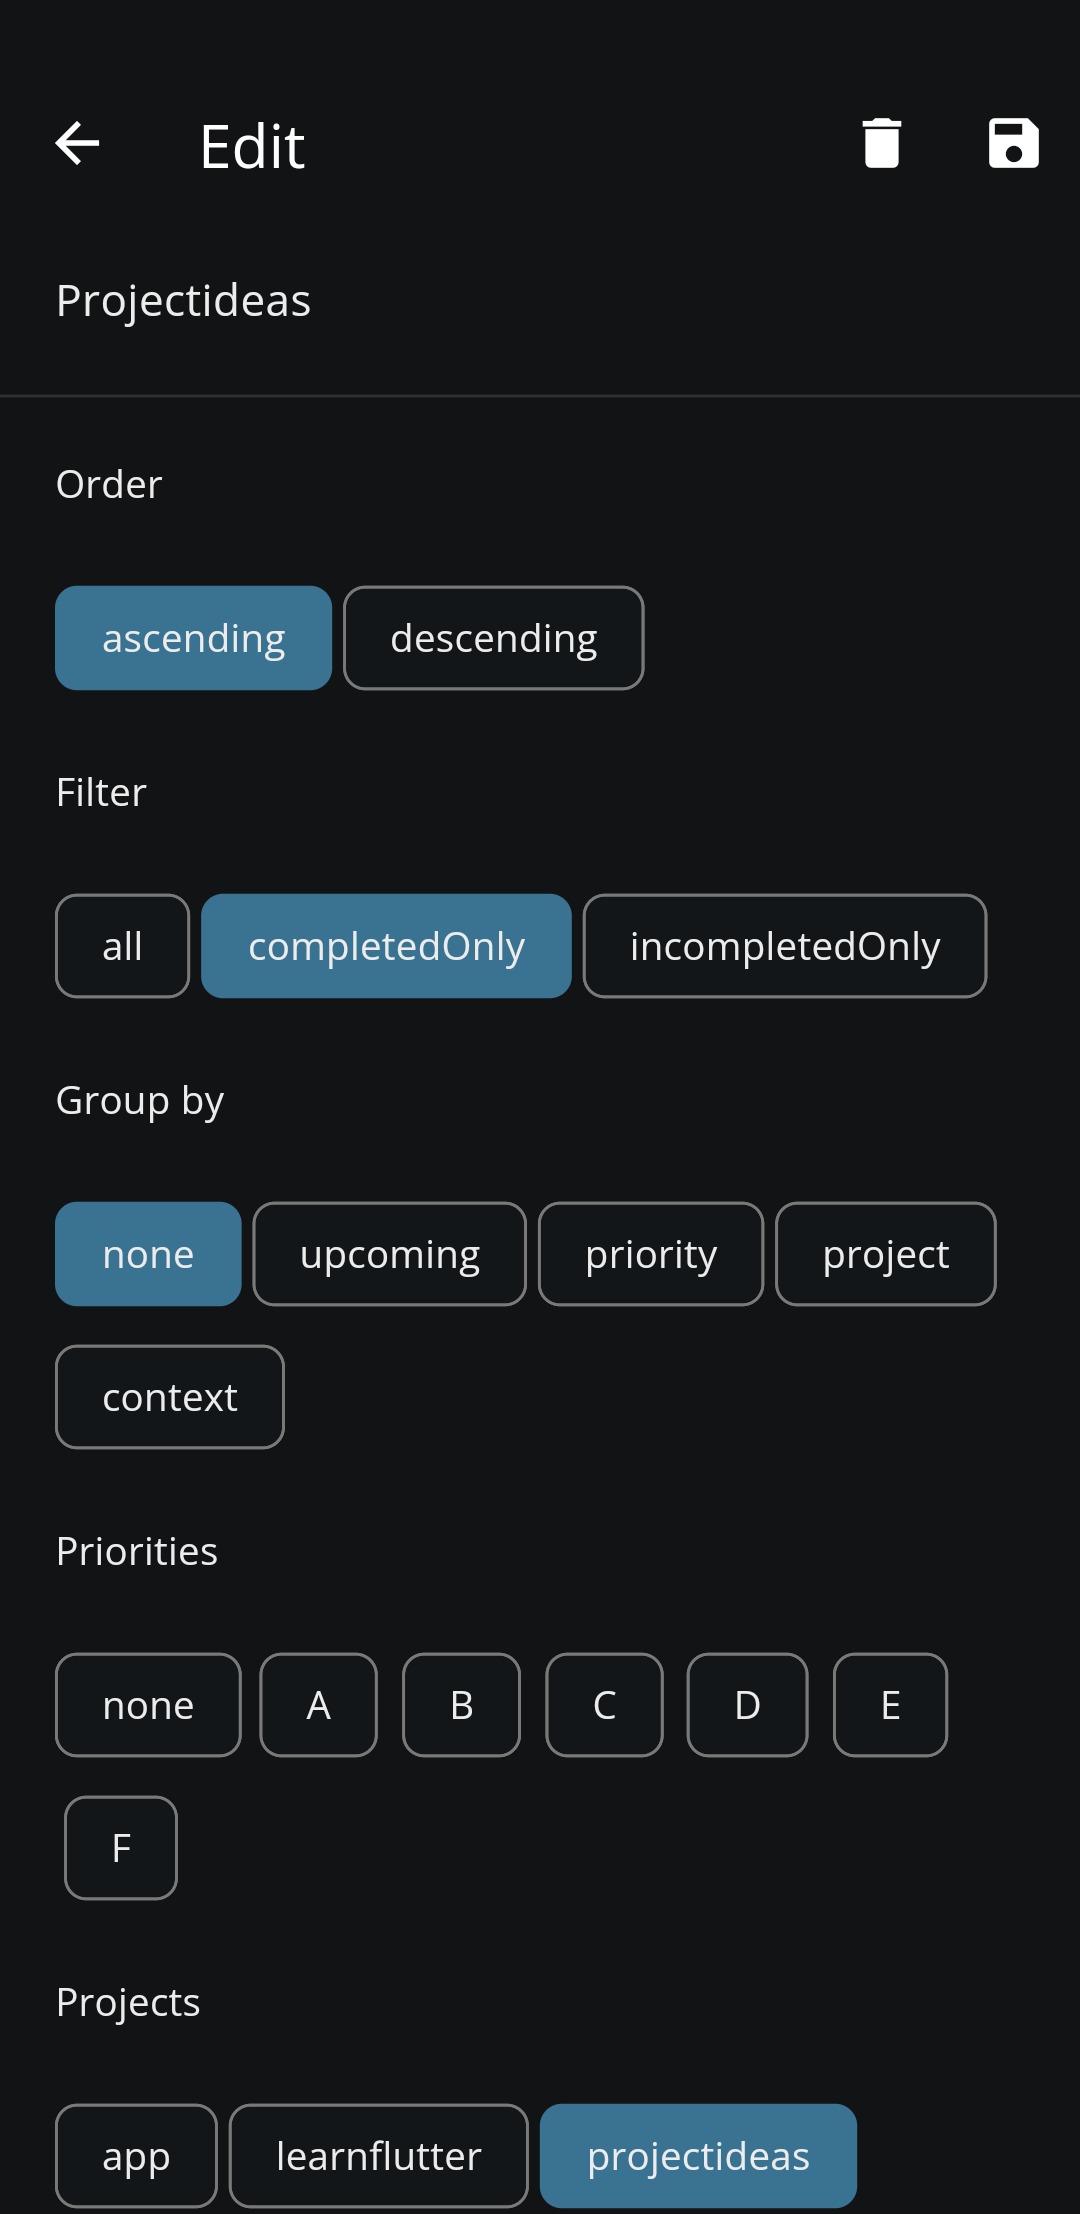 Edit
Projectideas
Order
ascending descending
Filter
all completedOnly incompletedOnly
Group by
none upcoming priority project
context
Priorities
none A B C D E
F
Projects
app learnflutter projectideas